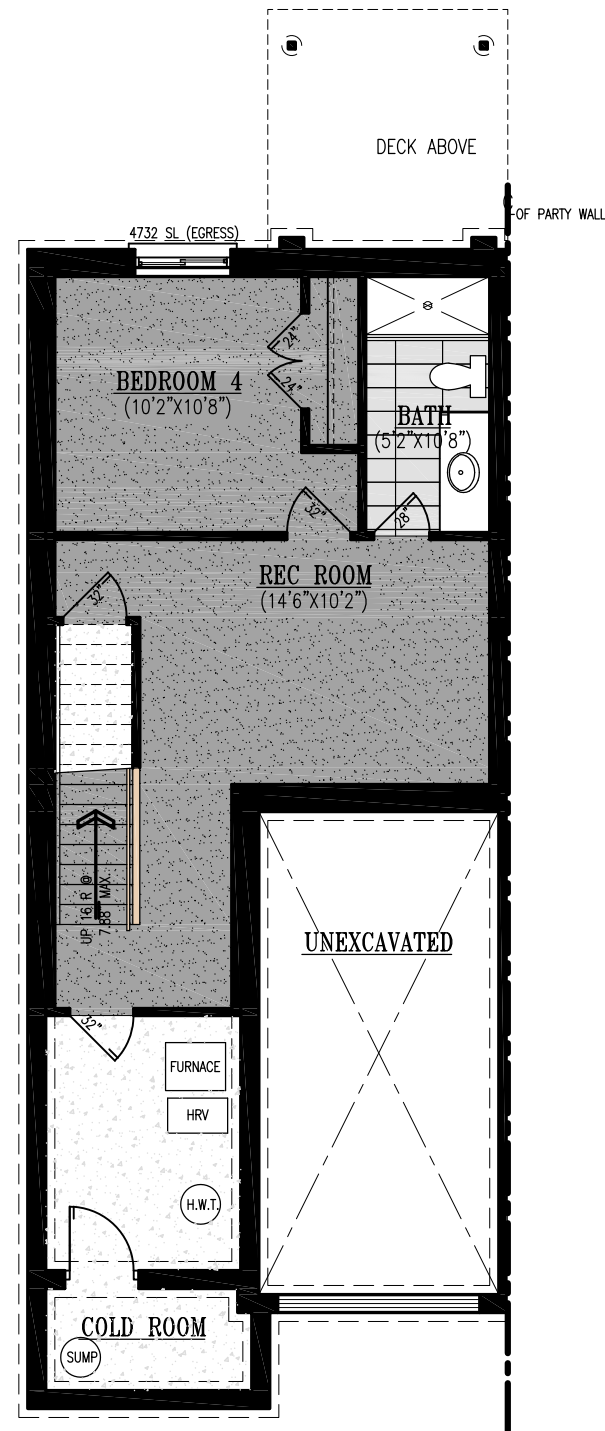 DECK ABOVE
℄ OF PARTY WALL
4732 SL (EGRESS)
24"
24"
BEDROOM 4
(10'2"X10'8")
BATH
(5'2"X10'8")
32"
28"
REC ROOM
(14'6"X10'2")
32"
UP 16 R @
7.88" MAX
UNEXCAVATED
32"
FURNACE
HRV
H.W.T.
COLD ROOM
SUMP